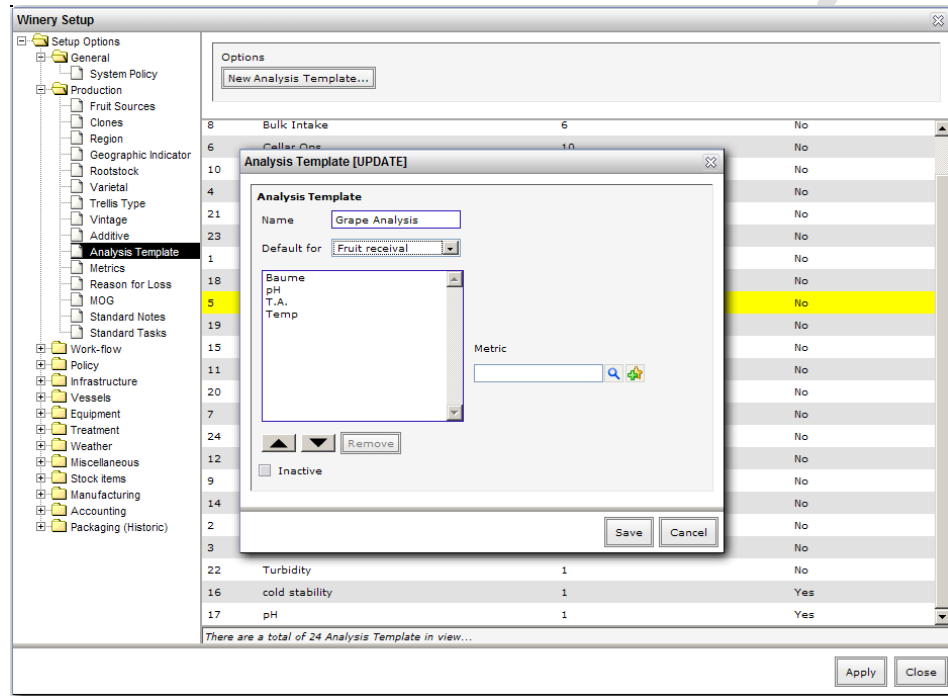 Winery Setup
Setup Options
General
System Policy
Production
Fruit Sources
Clones
Region
Geographic Indicator
Rootstock
Varietal
Trellis Type
Vintage
Additive
Analysis Template
Metrics
Reason for Loss
MOG
Standard Notes
Standard Tasks
Work-flow
Policy
Infrastructure
Vessels
Equipment
Treatment
Weather
Miscellaneous
Stock items
Manufacturing
Accounting
Packaging (Historic)
Options
New Analysis Template...
8 Bulk Intake 6 No
6 Cellar Ops 10 No
10 No
4 No
21 No
23 No
1 No
18 No
5 No
19 No
15 No
11 No
20 No
7 No
24 No
12 No
9 No
14 No
2 No
3 No
22 Turbidity 1 No
16 cold stability 1 Yes
17 pH 1 Yes
There are a total of 24 Analysis Template in view...
Analysis Template [UPDATE]
Analysis Template
Name Grape Analysis
Default for Fruit receival
Baume
pH
T.A.
Temp
Metric
Remove
Inactive
Save Cancel
Apply Close